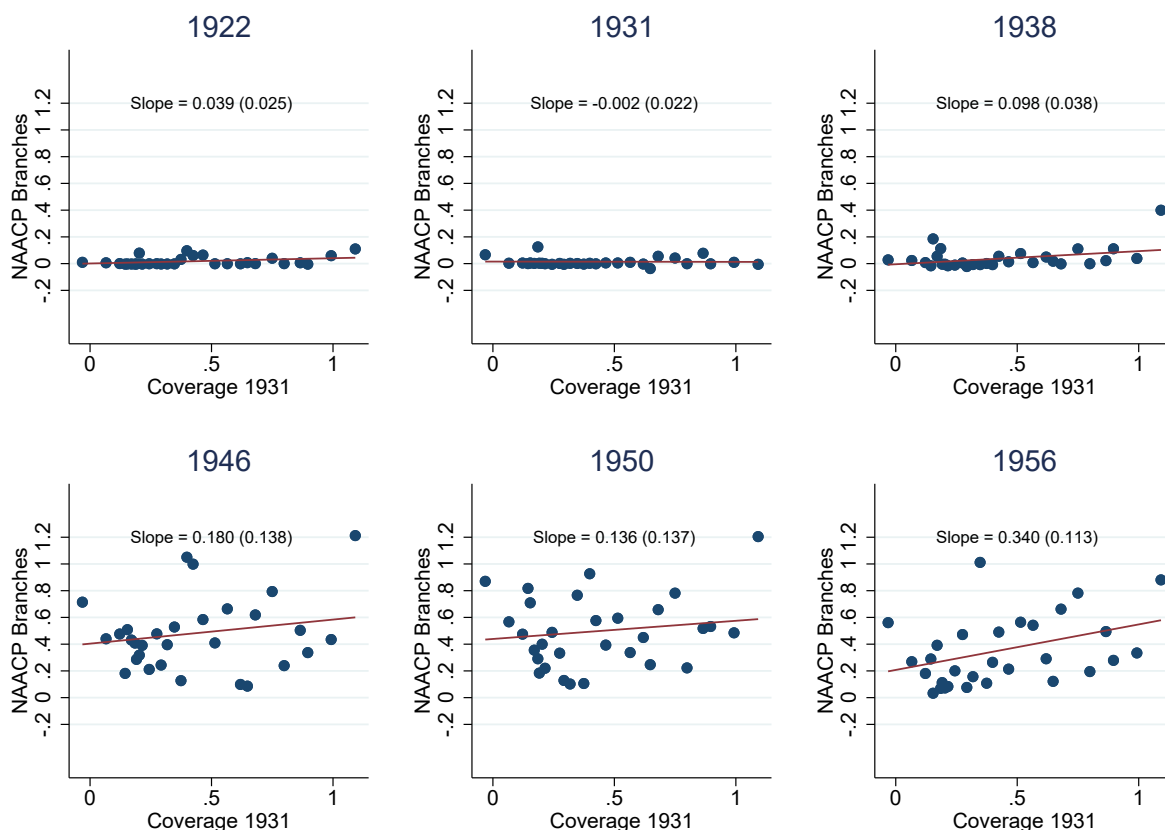 1922
Slope = 0.039 (0.025)
NAACP Branches
-.2 0 .2 .4 .6 .8 1 1.2
0 .5 1
Coverage 1931
1931
Slope = -0.002 (0.022)
NAACP Branches
-.2 0 .2 .4 .6 .8 1 1.2
0 .5 1
Coverage 1931
1938
Slope = 0.098 (0.038)
NAACP Branches
-.2 0 .2 .4 .6 .8 1 1.2
0 .5 1
Coverage 1931
1946
Slope = 0.180 (0.138)
NAACP Branches
-.2 0 .2 .4 .6 .8 1 1.2
0 .5 1
Coverage 1931
1950
Slope = 0.136 (0.137)
NAACP Branches
-.2 0 .2 .4 .6 .8 1 1.2
0 .5 1
Coverage 1931
1956
Slope = 0.340 (0.113)
NAACP Branches
-.2 0 .2 .4 .6 .8 1 1.2
0 .5 1
Coverage 1931